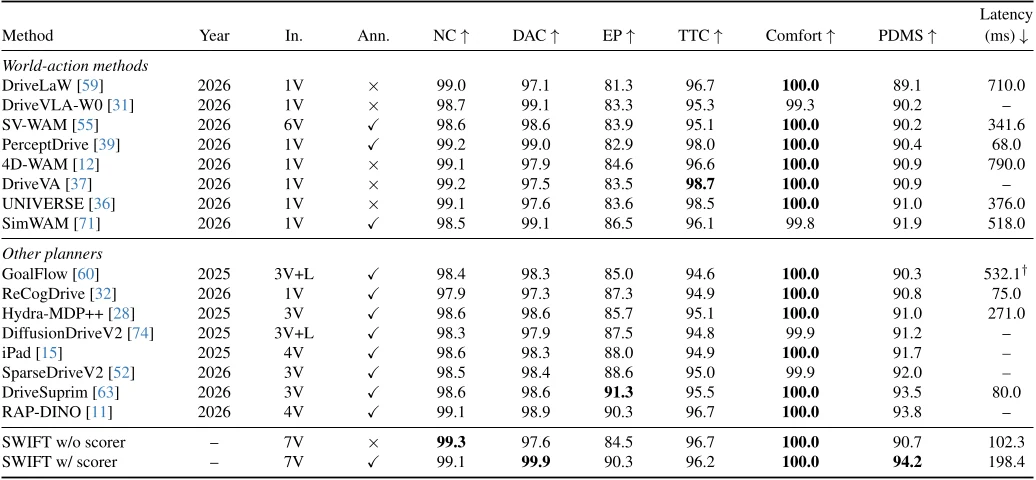 Latency
Method Year In. Ann. NC ↑ DAC ↑ EP ↑ TTC ↑ Comfort ↑ PDMS ↑ (ms) ↓
World-action methods
DriveLaW [59] 2026 1V × 99.0 97.1 81.3 96.7 100.0 89.1 710.0
DriveVLA-W0 [31] 2026 1V × 98.7 99.1 83.3 95.3 99.3 90.2 –
SV-WAM [55] 2026 6V ✓ 98.6 98.6 83.9 95.1 100.0 90.2 341.6
PerceptDrive [39] 2026 1V ✓ 99.2 99.0 82.9 98.0 100.0 90.4 68.0
4D-WAM [12] 2026 1V × 99.1 97.9 84.6 96.6 100.0 90.9 790.0
DriveVA [37] 2026 1V × 99.2 97.5 83.5 98.7 100.0 90.9 –
UNIVERSE [36] 2026 1V × 99.1 97.6 83.6 98.5 100.0 91.0 376.0
SimWAM [71] 2026 1V ✓ 98.5 99.1 86.5 96.1 99.8 91.9 518.0
Other planners
GoalFlow [60] 2025 3V+L ✓ 98.4 98.3 85.0 94.6 100.0 90.3 532.1†
ReCogDrive [32] 2026 1V ✓ 97.9 97.3 87.3 94.9 100.0 90.8 75.0
Hydra-MDP++ [28] 2025 3V ✓ 98.6 98.6 85.7 95.1 100.0 91.0 271.0
DiffusionDriveV2 [74] 2025 3V+L ✓ 98.3 97.9 87.5 94.8 99.9 91.2 –
iPad [15] 2025 4V ✓ 98.6 98.3 88.0 94.9 100.0 91.7 –
SparseDriveV2 [52] 2026 3V ✓ 98.5 98.4 88.6 95.0 99.9 92.0 –
DriveSuprim [63] 2026 3V ✓ 98.6 98.6 91.3 95.5 100.0 93.5 80.0
RAP-DINO [11] 2026 4V ✓ 99.1 98.9 90.3 96.7 100.0 93.8 –
SWIFT w/o scorer – 7V × 99.3 97.6 84.5 96.7 100.0 90.7 102.3
SWIFT w/ scorer – 7V ✓ 99.1 99.9 90.3 96.2 100.0 94.2 198.4